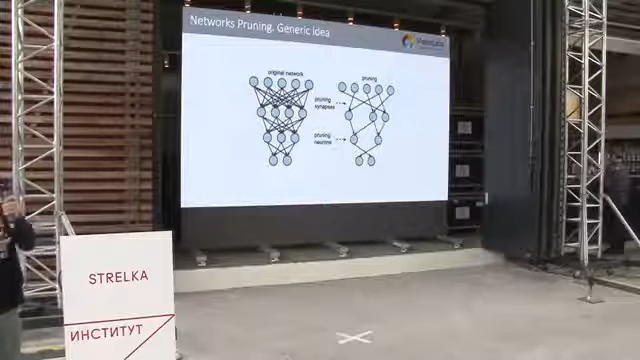 Networks Pruning. Generic Idea
original network
pruning
pruning
synapses
pruning
neurons
STRELKA
ИНСТИТУТ